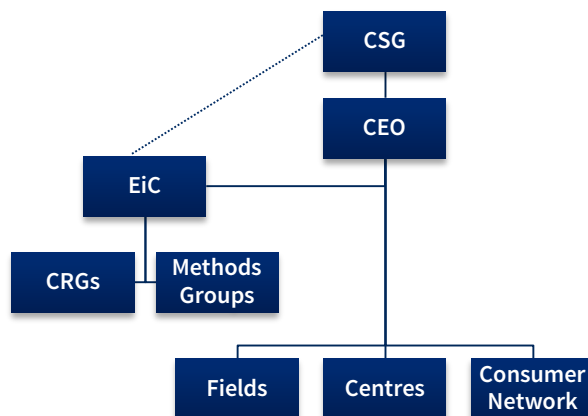 CSG
CEO
EiC
CRGs
Methods
Groups
Fields
Centres
Consumer
Network